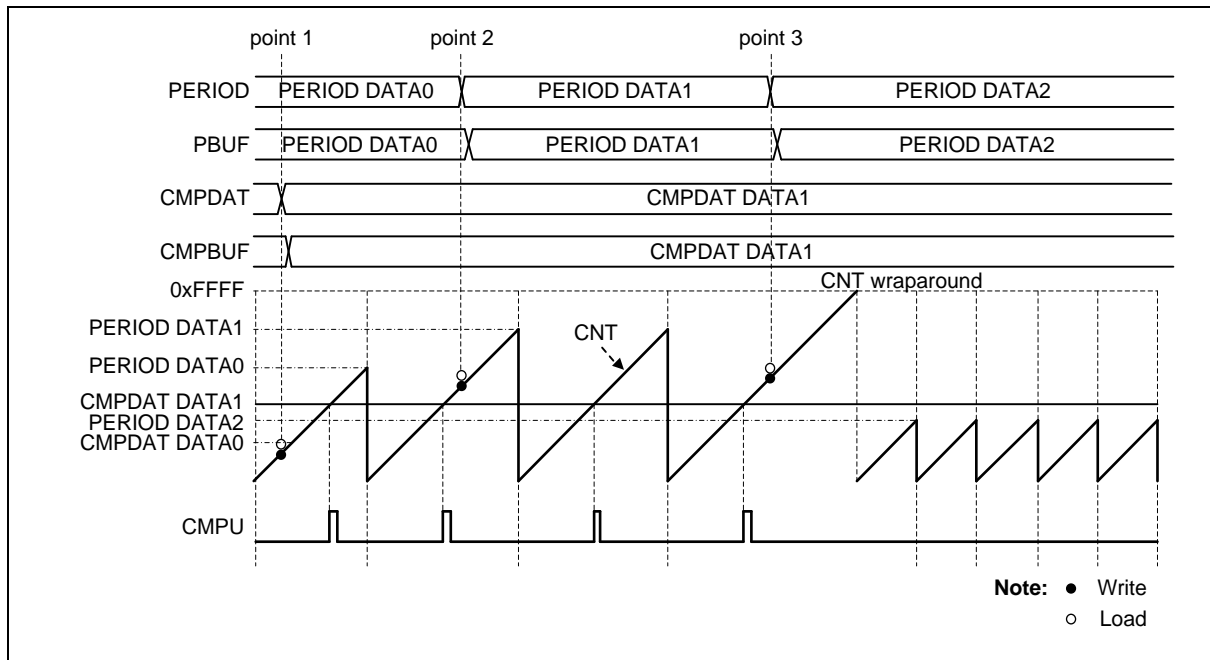 point 1 point 2 point 3
PERIOD PERIOD DATA0 PERIOD DATA1 PERIOD DATA2
PBUF PERIOD DATA0 PERIOD DATA1 PERIOD DATA2
CMPDAT CMPDAT DATA1
CMPBUF CMPDAT DATA1
0xFFFF CNT wraparound
PERIOD DATA1 CNT
PERIOD DATA0
CMPDAT DATA1
PERIOD DATA2
CMPDAT DATA0
CMPU
Note: ● Write
○ Load